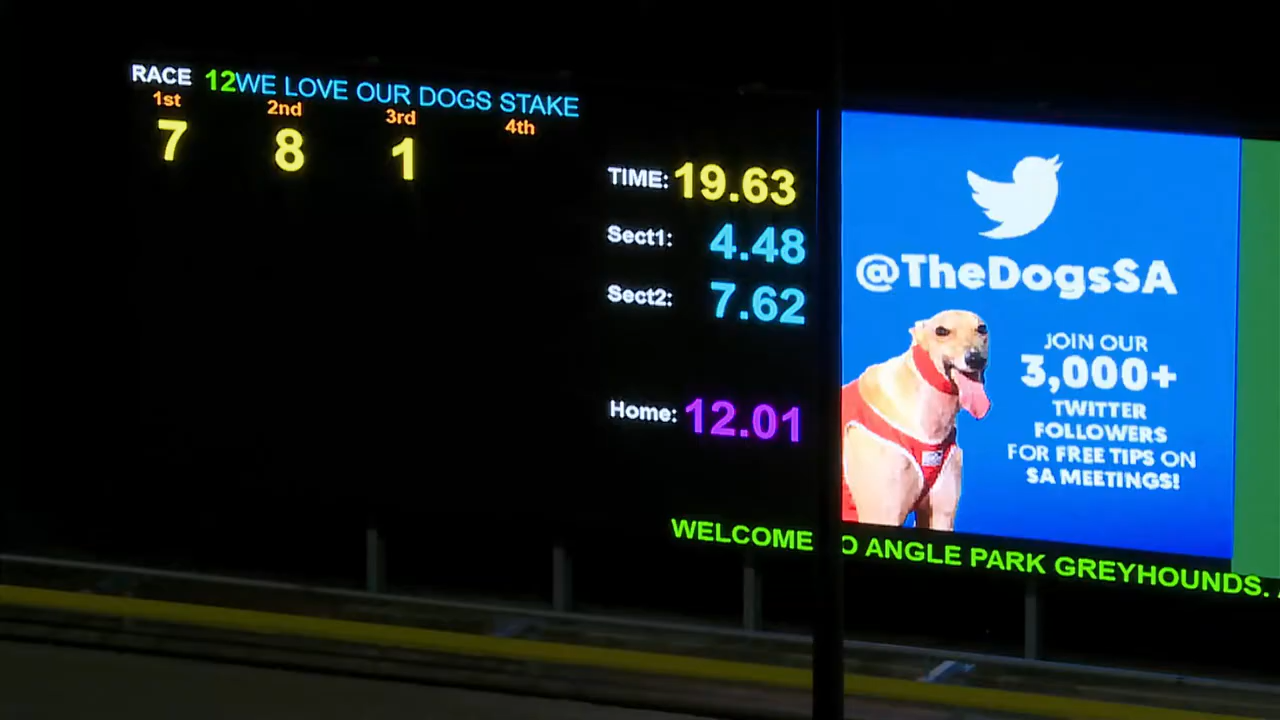 RACE 12WE LOVE OUR DOGS STAKE
1st 2nd 3rd 4th
7 8 1
TIME: 19.63
Sect1: 4.48
Sect2: 7.62
Home: 12.01
@TheDogsSA
JOIN OUR
3,000+
TWITTER
FOLLOWERS
FOR FREE TIPS ON
SA MEETINGS!
WELCOME O ANGLE PARK GREYHOUNDS.